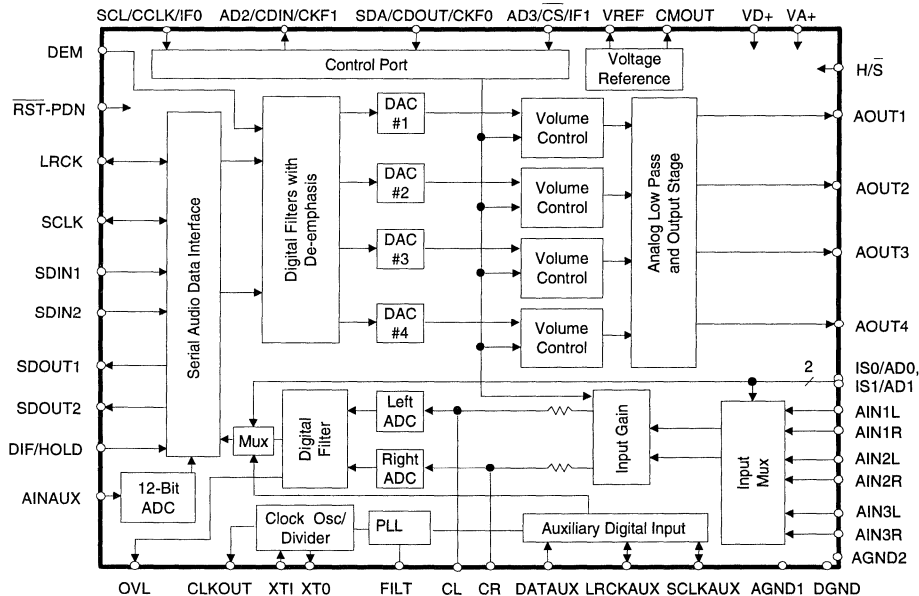 SCL/CCLK/IF0 AD2/CDIN/CKF1 SDA/CDOUT/CKF0 AD3/C̅S̅/IF1 VREF CMOUT VD+ VA+
DEM
Control Port
Voltage
Reference
H/S̅
R̅S̅T̅-PDN
LRCK
SCLK
SDIN1
SDIN2
SDOUT1
SDOUT2
DIF/HOLD
AINAUX
Serial Audio Data Interface
Digital Filters with
De-emphasis
DAC
#1
DAC
#2
DAC
#3
DAC
#4
Volume
Control
Volume
Control
Volume
Control
Volume
Control
Analog Low Pass
and Output Stage
AOUT1
AOUT2
AOUT3
AOUT4
2
IS0/AD0,
IS1/AD1
AIN1L
AIN1R
AIN2L
AIN2R
AIN3L
AIN3R
AGND2
Mux
Digital
Filter
Left
ADC
Right
ADC
Input Gain
Input
Mux
12-Bit
ADC
Clock Osc/
Divider
PLL
Auxiliary Digital Input
OVL CLKOUT XTI XT0 FILT CL CR DATAUX LRCKAUX SCLKAUX AGND1 DGND